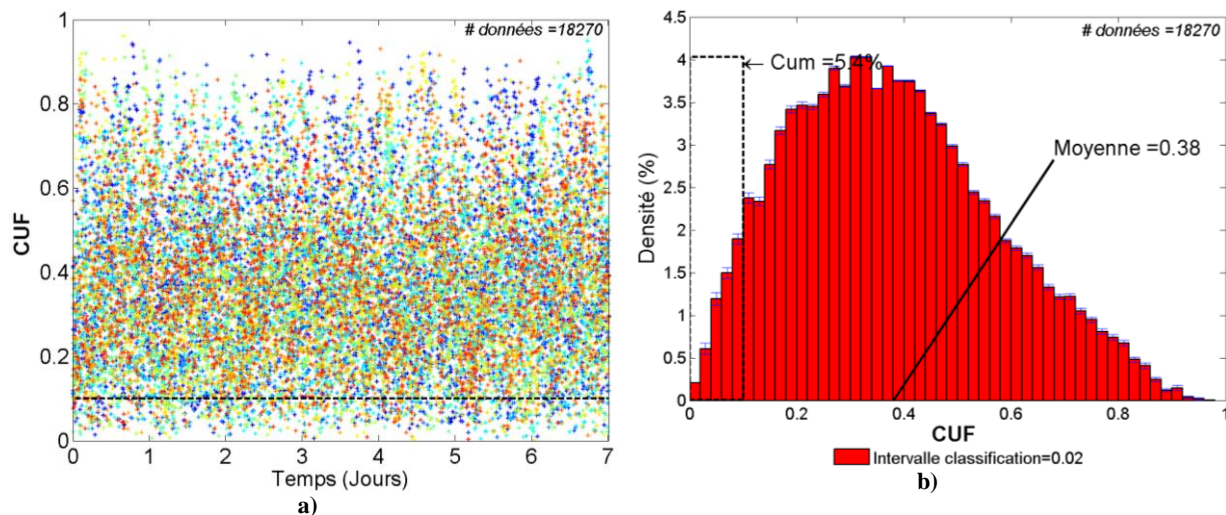 # données =18270
1
0.8
0.6
0.4
0.2
0
CUF
0 1 2 3 4 5 6 7
Temps (Jours)
a)
# données =18270
4.5
4
3.5
3
2.5
2
1.5
1
0.5
0
Densité (%)
← Cum =5.4%
Moyenne =0.38
0 0.2 0.4 0.6 0.8 1
CUF
Intervalle classification=0.02
b)